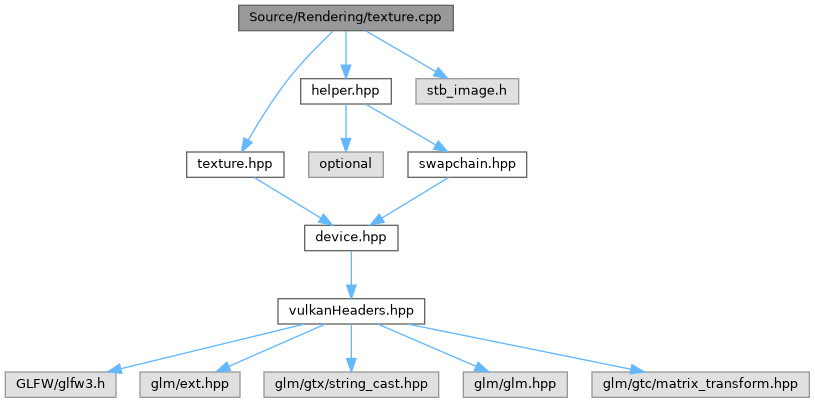 Source/Rendering/texture.cpp
helper.hpp
stb_image.h
texture.hpp
optional
swapchain.hpp
device.hpp
vulkanHeaders.hpp
GLFW/glfw3.h
glm/ext.hpp
glm/gtx/string_cast.hpp
glm/glm.hpp
glm/gtc/matrix_transform.hpp